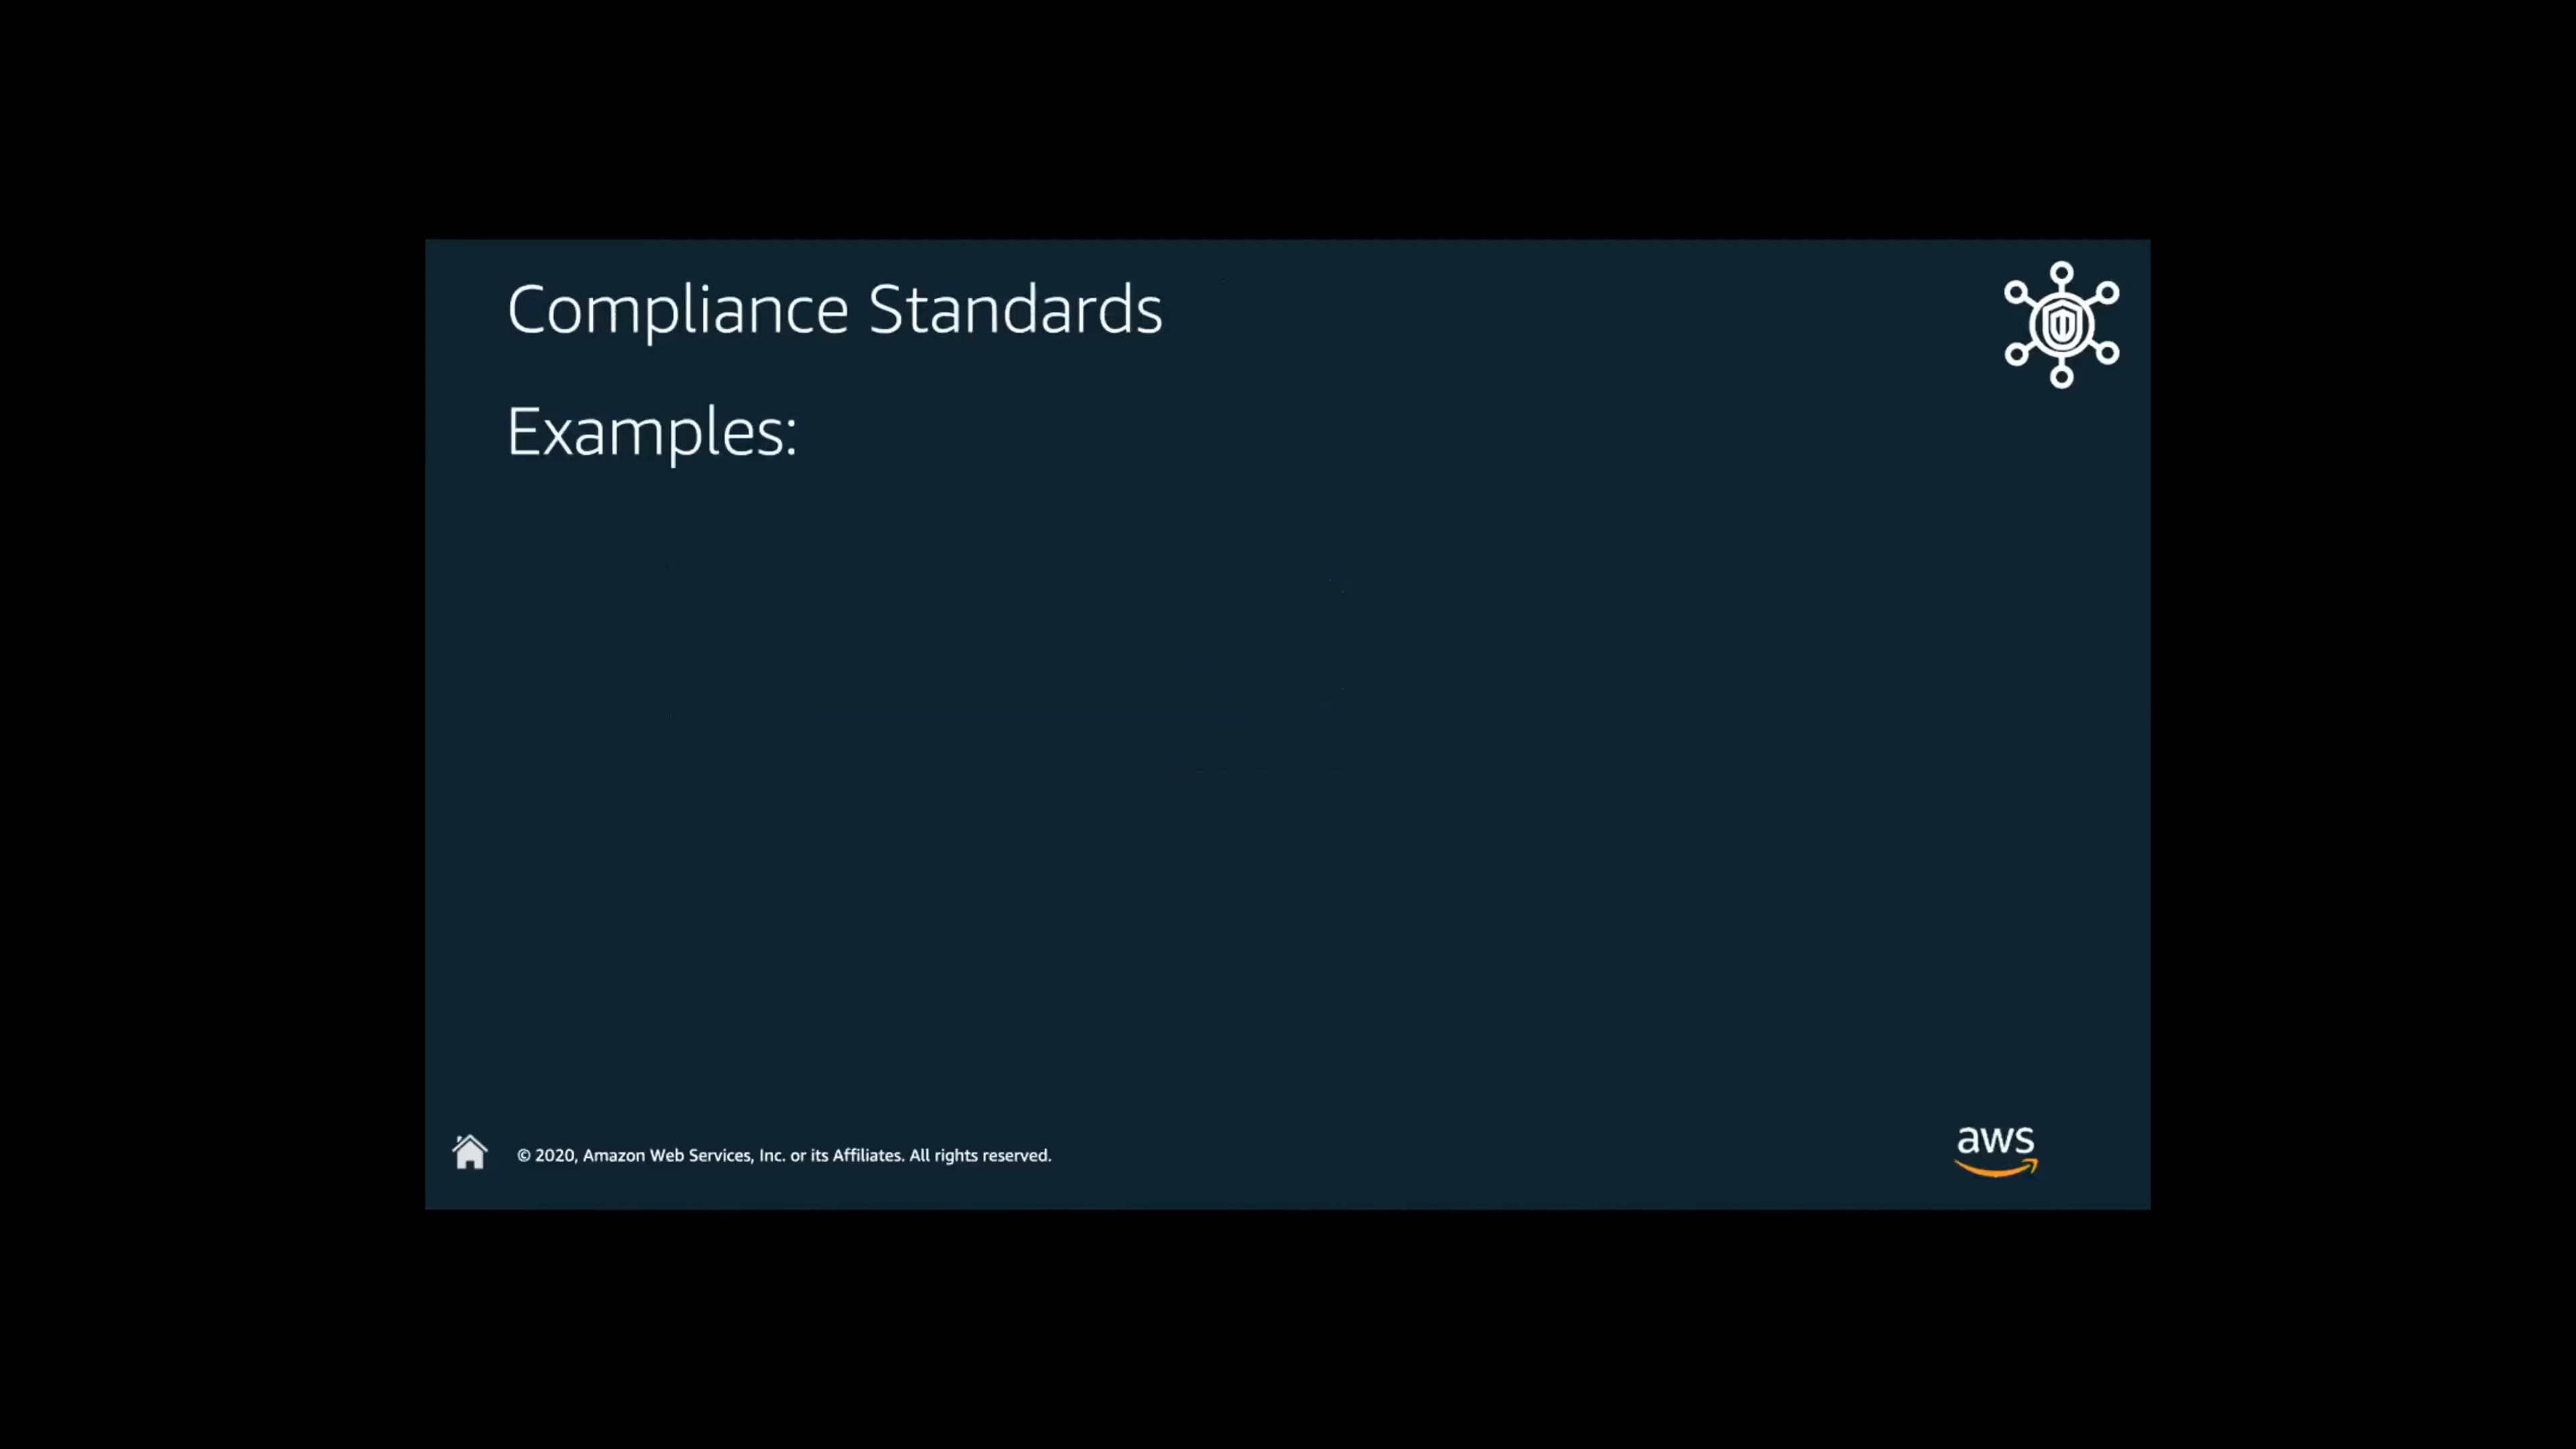 Compliance Standards
Examples:
© 2020, Amazon Web Services, Inc. or its Affiliates. All rights reserved.
aws